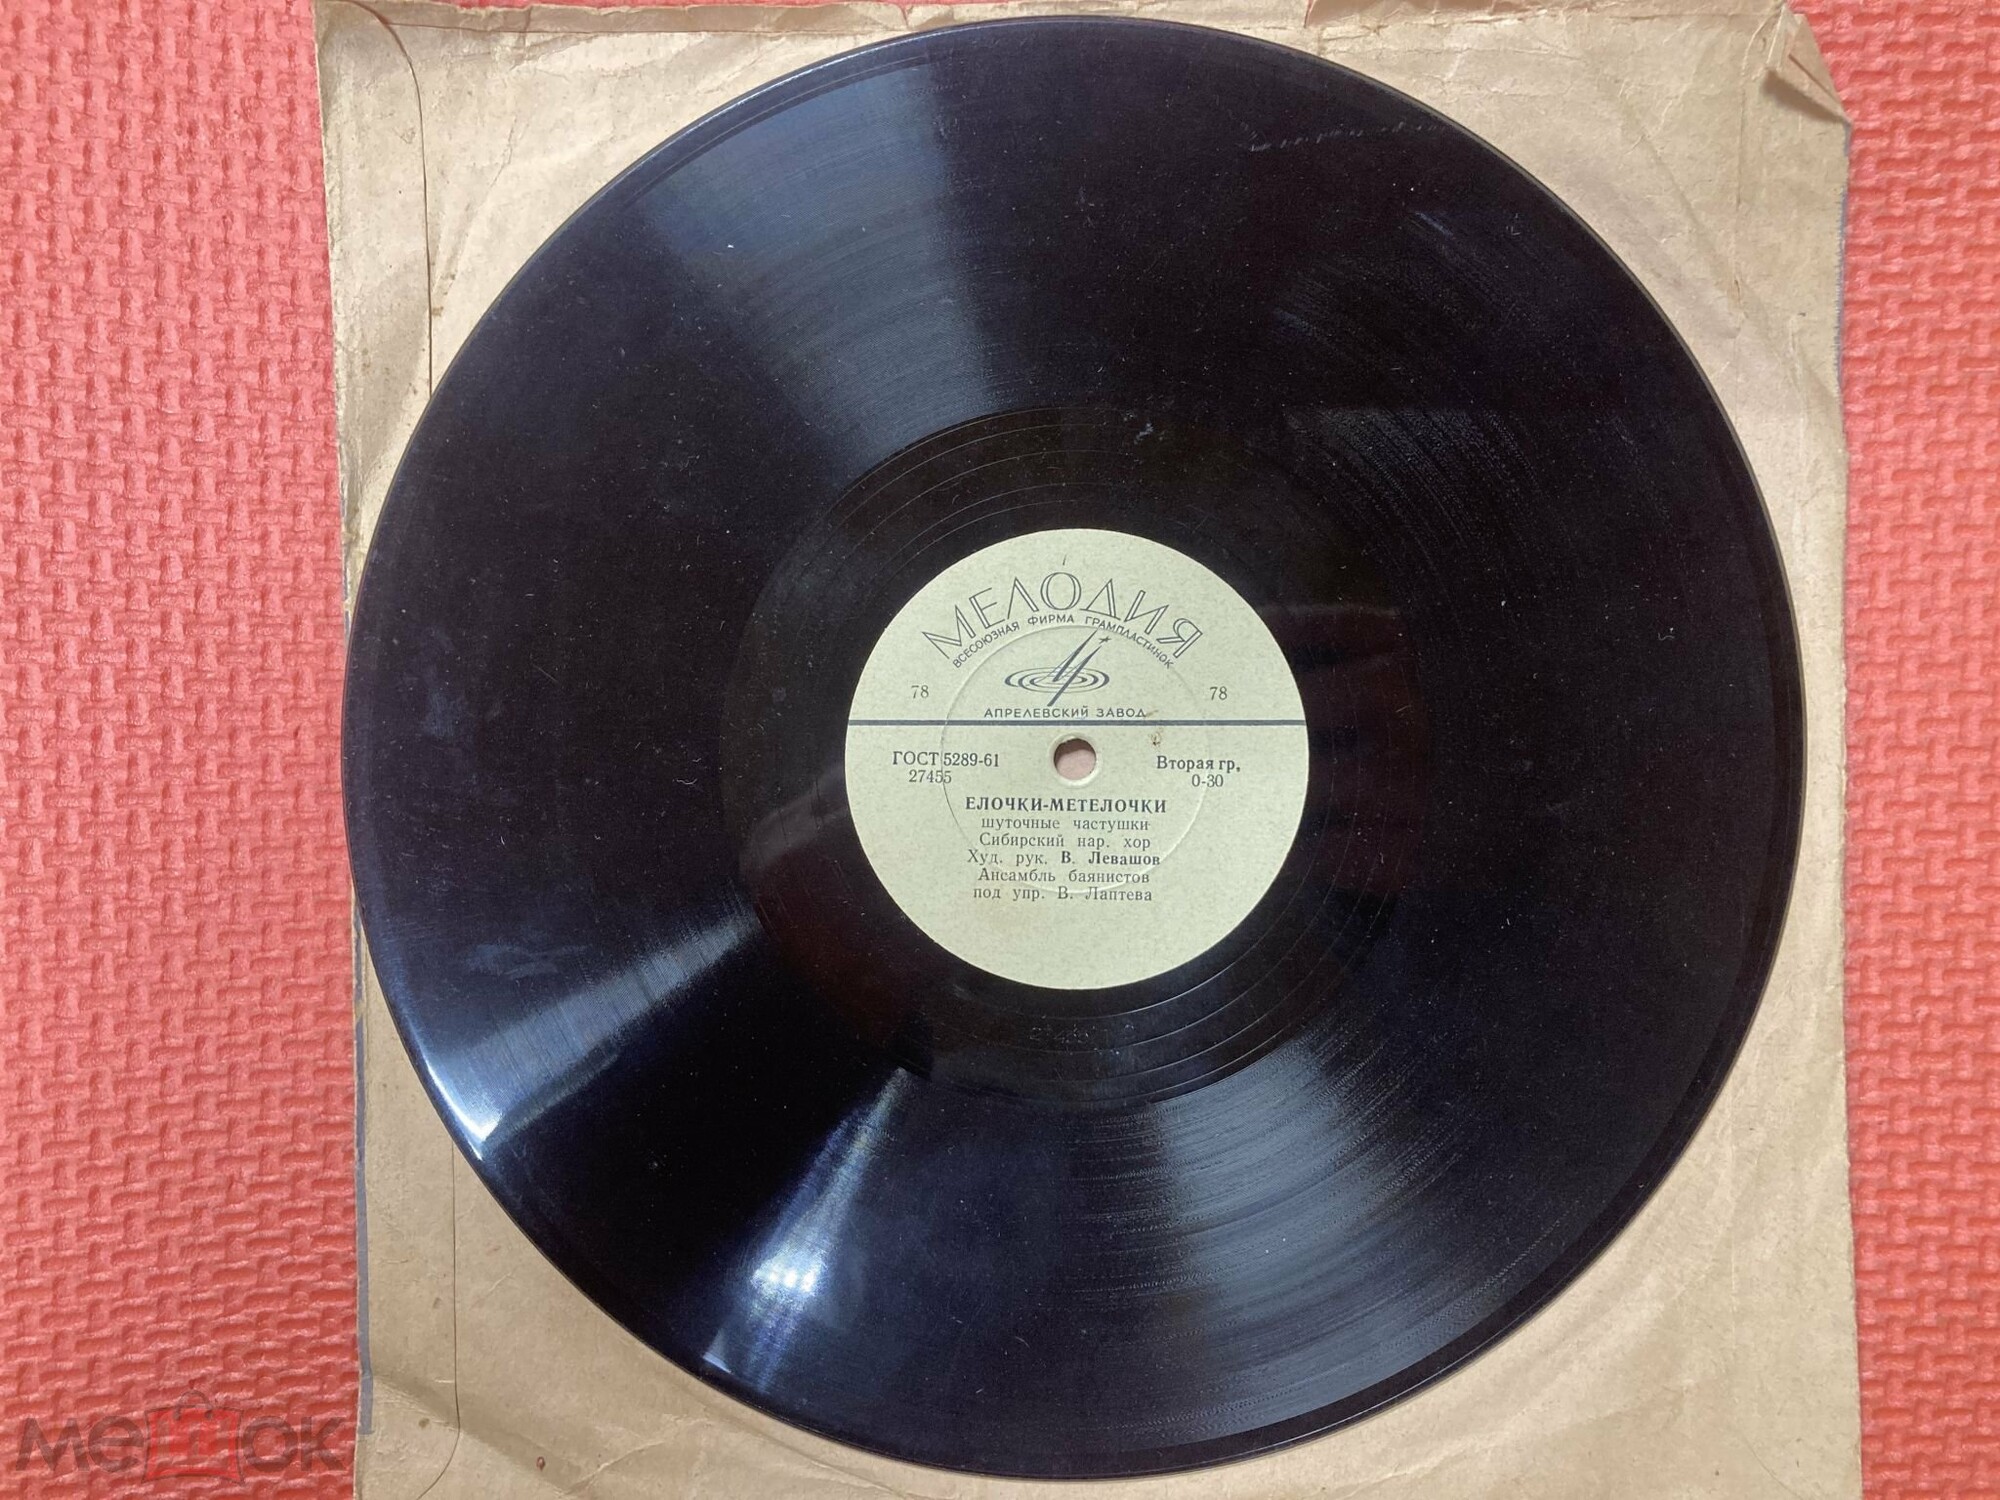 МЕЛОДИЯ
ВСЕСОЮЗНАЯ ФИРМА ГРАМПЛАСТИНОК
78 78
АПРЕЛЕВСКИЙ ЗАВОД
ГОСТ 5289-61 Вторая гр,
27455 0-30
ЕЛОЧКИ-МЕТЕЛОЧКИ
шуточные частушки
Сибирский нар. хор
Худ. рук. В. Левашов
Ансамбль баянистов
под упр. В. Лаптева
мешок